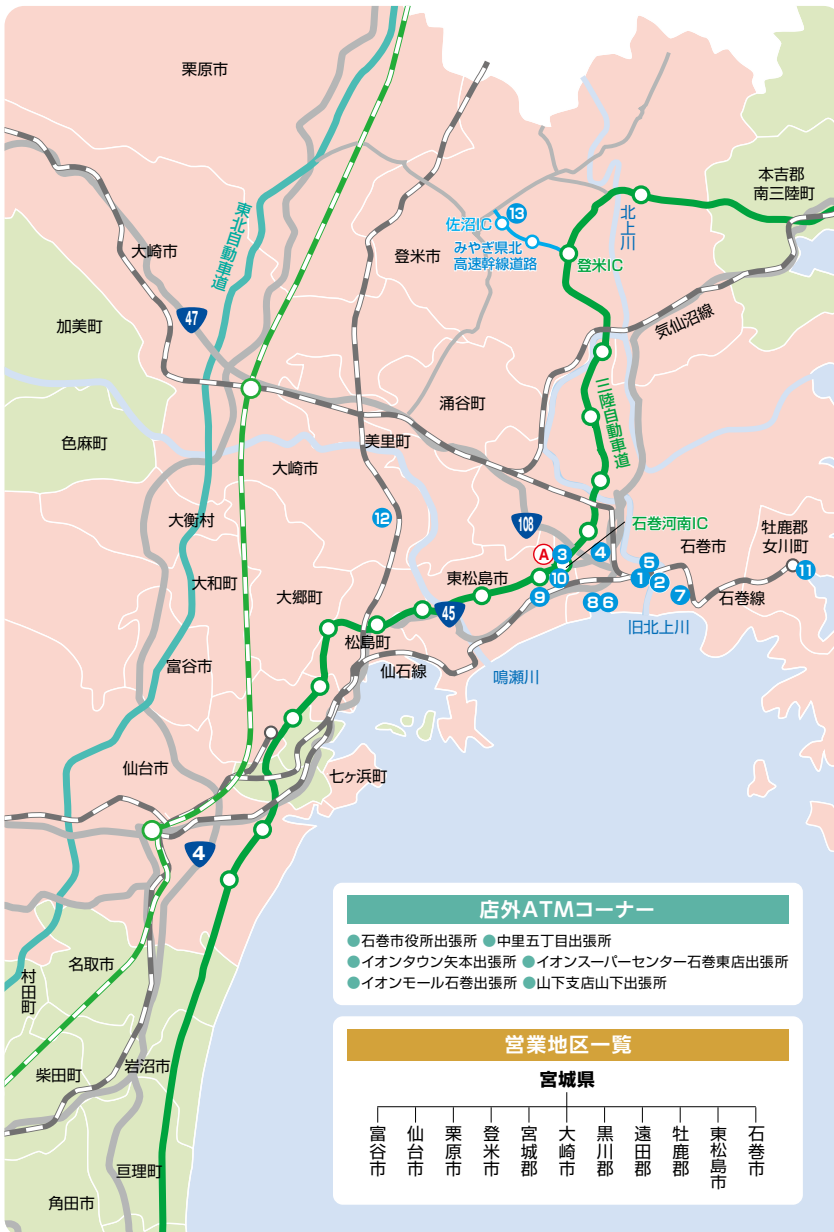 栗原市
本吉郡
南三陸町
北上川
13
佐沼IC
みやぎ県北
高速幹線道路
登米市
登米IC
東北自動車道
大崎市
47
加美町
気仙沼線
涌谷町
三陸自動車道
色麻町
美里町
大崎市
大衡村
12
108
石巻河南IC
牡鹿郡
女川町
A
3
4
5
石巻市
11
大和町
東松島市
10
1
2
大郷町
9
8
6
7
石巻線
45
旧北上川
松島町
富谷市
仙石線
鳴瀬川
仙台市
七ヶ浜町
4
店外ATMコーナー
●石巻市役所出張所 ●中里五丁目出張所
●イオンタウン矢本出張所 ●イオンスーパーセンター石巻東店出張所
●イオンモール石巻出張所 ●山下支店山下出張所
名取市
村田町
営業地区一覧
宮城県
岩沼市
柴田町
富谷市
仙台市
栗原市
登米市
宮城郡
大崎市
黒川郡
遠田郡
牡鹿郡
東松島市
石巻市
亘理町
角田市